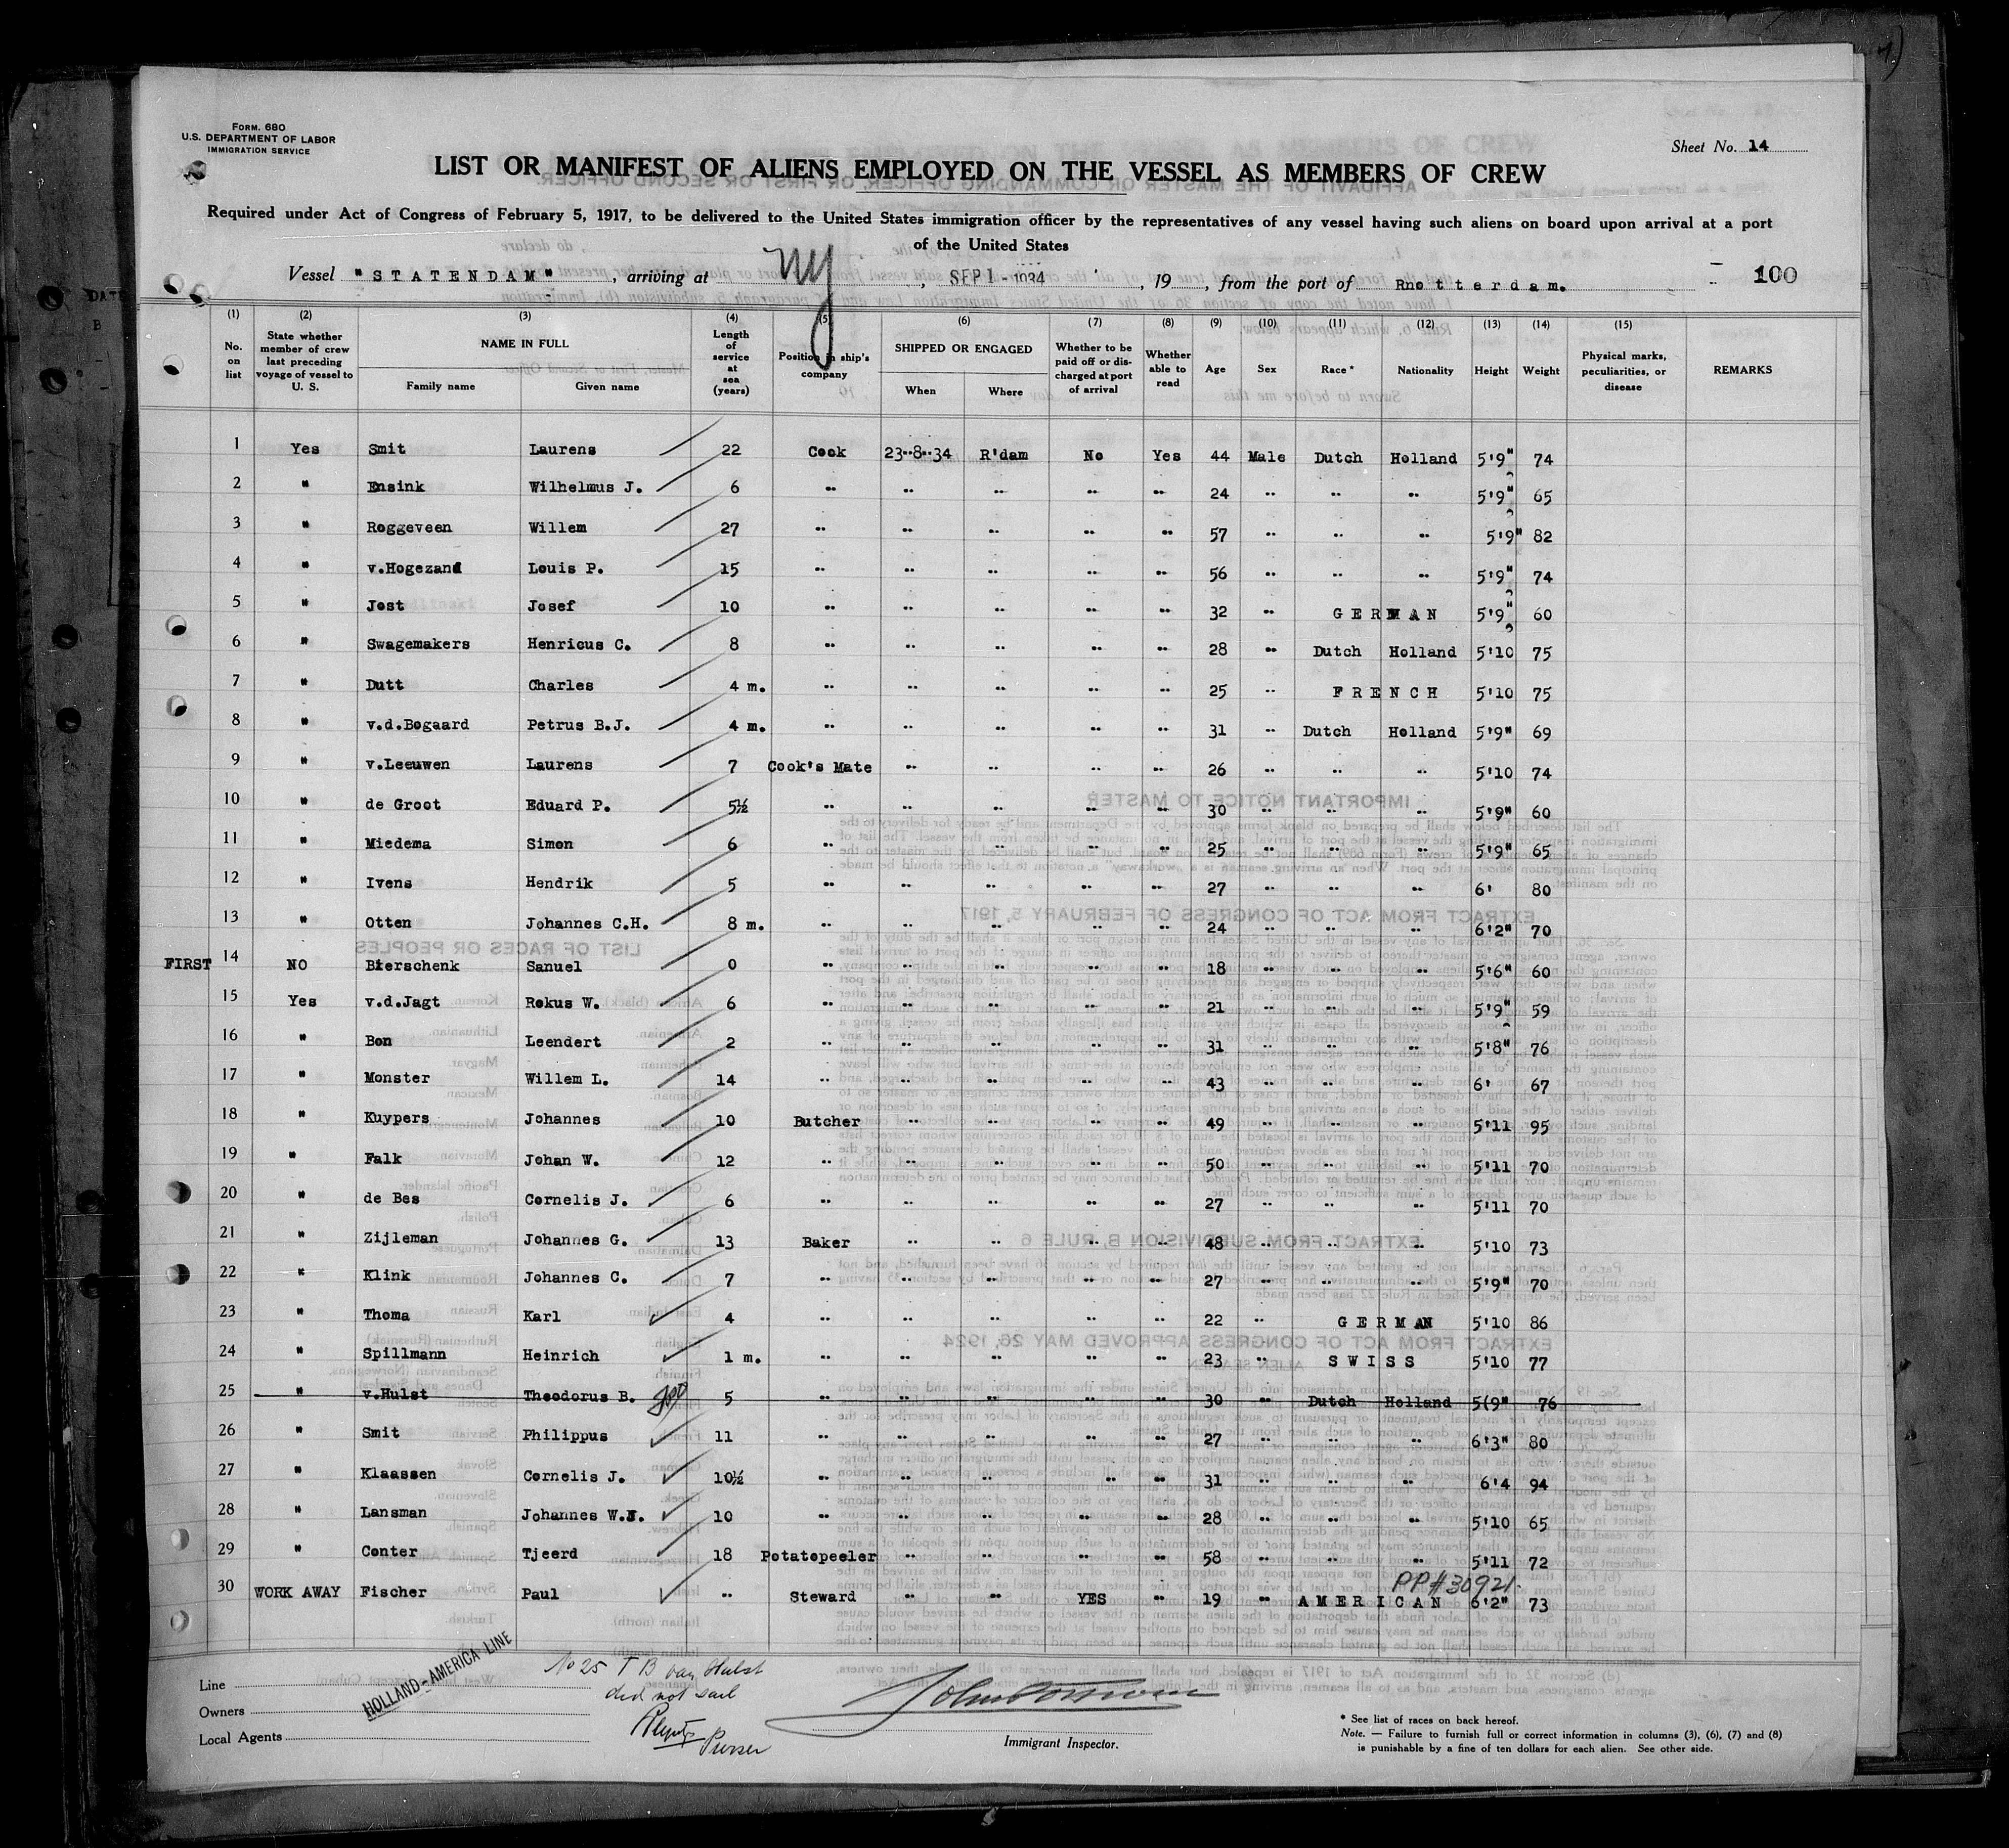 FORM. 680
U.S. DEPARTMENT OF LABOR
IMMIGRATION SERVICE
Sheet No. 14
LIST OR MANIFEST OF ALIENS EMPLOYED ON THE VESSEL AS MEMBERS OF CREW
Required under Act of Congress of February 5, 1917, to be delivered to the United States immigration officer by the representatives of any vessel having such aliens on board upon arrival at a port
of the United States
Vessel "STATENDAM", arriving at NY, SEP 1 - 1934, 19, from the port of Rnotterdam. 100
(1) (2) (3) (4) (5) (6) (7) (8) (9) (10) (11) (12) (13) (14) (15)
No. on list State whether member of crew last preceding voyage of vessel to U. S. NAME IN FULL Family name Given name Length of service at sea (years) Position in ship's company SHIPPED OR ENGAGED When Where Whether to be paid off or discharged at port of arrival Whether able to read Age Sex Race* Nationality Height Weight Physical marks, peculiarities, or disease REMARKS
1 Yes Smit Laurens 22 Cook 23-8-34 R'dam No Yes 44 Male Dutch Holland 5'9" 74
2 " Ensink Wilhelmus J. 6 " " " " " 24 " " " 5'9" 65
3 " Roggeveen Willem 27 " " " " " 57 " " " 5'9" 82
4 " v.Hogezand Louis P. 15 " " " " " 56 " " " 5'9" 74
5 " Jost Josef 10 " " " " " 32 " GERMAN 5'9" 60
6 " Swagemakers Henricus C. 8 " " " " " 28 " Dutch Holland 5'10 75
7 " Dutt Charles 4 m. " " " " " 25 " FRENCH 5'10 75
8 " v.d.Bogaard Petrus B.J. 4 m. " " " " " 31 " Dutch Holland 5'9" 69
9 " v.Leeuwen Laurens 7 Cook's Mate " " " " 26 " " " 5'10 74
10 " de Groot Eduard P. 5½ " " " " " 30 " " " 5'9" 60
11 " Miedema Simon 6 " " " " " 25 " " " 5'9" 65
12 " Ivens Hendrik 5 " " " " " 27 " " " 6' 80
13 " Otten Johannes C.H. 8 m. " " " " " 24 " " " 6'2" 70
FIRST 14 NO Bierschenk Sanuel 0 " " " " " 18 " " " 5'6" 60
15 Yes v.d.Jagt Rokus W. 6 " " " " " 21 " " " 5'9" 59
16 " Bon Leendert 2 " " " " " 31 " " " 5'8" 76
17 " Monster Willem L. 14 " " " " " 43 " " " 6' 67
18 " Kuypers Johannes 10 Butcher " " " " 49 " " " 5'11 95
19 " Falk Johan W. 12 " " " " " 50 " " " 5'11 70
20 " de Bes Cornelis J. 6 " " " " " 27 " " " 5'11 70
21 " Zijleman Johannes G. 13 Baker " " " " 48 " " " 5'10 73
22 " Klink Johannes C. 7 " " " " " 27 " " " 5'9" 70
23 " Thoma Karl 4 " " " " " 22 " GERMAN 5'10 86
24 " Spillmann Heinrich 1 m. " " " " " 23 " SWISS 5'10 77
25 " v.Hulst Theodorus B. 5 " " " " " 30 " Dutch Holland 5(9" 76
26 " Smit Philippus 11 " " " " " 27 " " " 6'3" 80
27 " Klaassen Cornelis J. 10½ " " " " " 31 " " " 6'4 94
28 " Lansman Johannes W.J. 10 " " " " " 28 " " " 5'10 65
29 " Conter Tjeerd 18 Potatopeeler " " " " 58 " " " 5'11 72
PP#30921.
30 WORK AWAY Fischer Paul " Steward " " YES " 19 " AMERICAN 6'2" 73
Line
Owners
Local Agents
HOLLAND-AMERICA LINE
No 25 T B van Hulst
did not sail
Purser
Immigrant Inspector.
* See list of races on back hereof.
Note. — Failure to furnish full or correct information in columns (3), (6), (7) and (8)
is punishable by a fine of ten dollars for each alien. See other side.